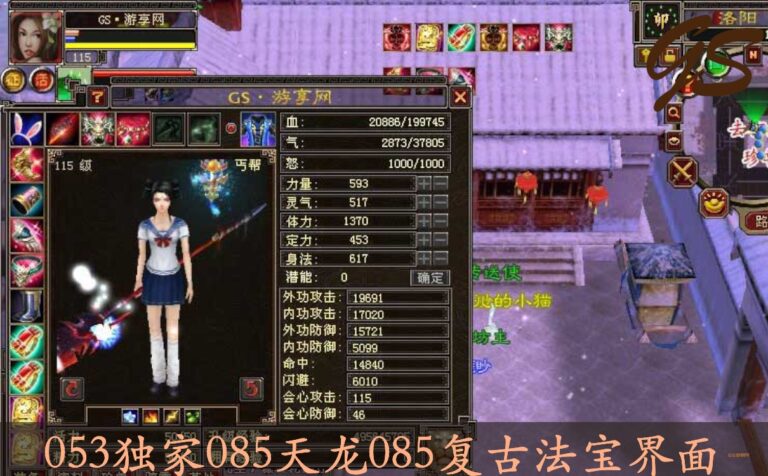 GS·游享网
115
卯
洛阳
N
GS
?
GS·游享网
115 级
丐帮
血: 20886/199745
气: 2873/37805
怒: 1000/1000
力量: 593
灵气: 517
体力: 1370
定力: 453
身法: 617
潜能: 0 确定
外功攻击: 19691
内功攻击: 17020
外功防御: 15721
内功防御: 5099
命中: 14840
闪避: 6010
会心攻击: 115
会心防御: 46
传送使
的小猫
路
053独家085天龙085复古法宝界面